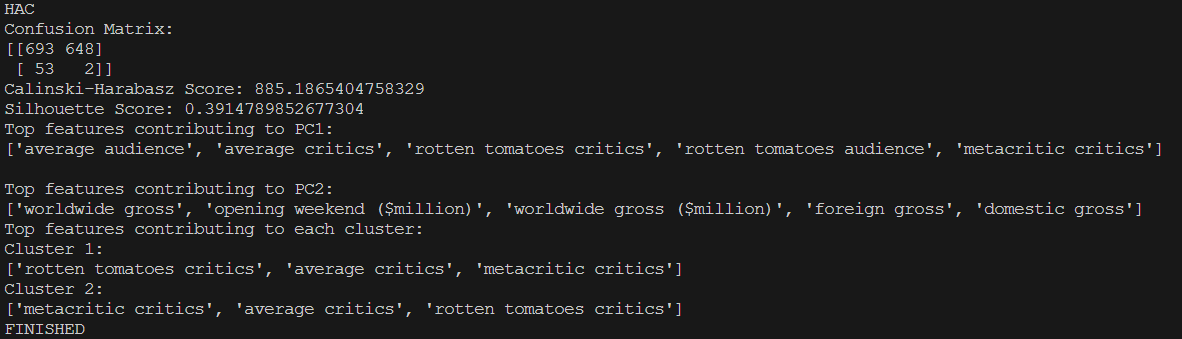 HAC
Confusion Matrix:
[[693 648]
 [ 53   2]]
Calinski-Harabasz Score: 885.1865404758329
Silhouette Score: 0.3914789852677304
Top features contributing to PC1:
['average audience', 'average critics', 'rotten tomatoes critics', 'rotten tomatoes audience', 'metacritic critics']
Top features contributing to PC2:
['worldwide gross', 'opening weekend ($million)', 'worldwide gross ($million)', 'foreign gross', 'domestic gross']
Top features contributing to each cluster:
Cluster 1:
['rotten tomatoes critics', 'average critics', 'metacritic critics']
Cluster 2:
['metacritic critics', 'average critics', 'rotten tomatoes critics']
FINISHED